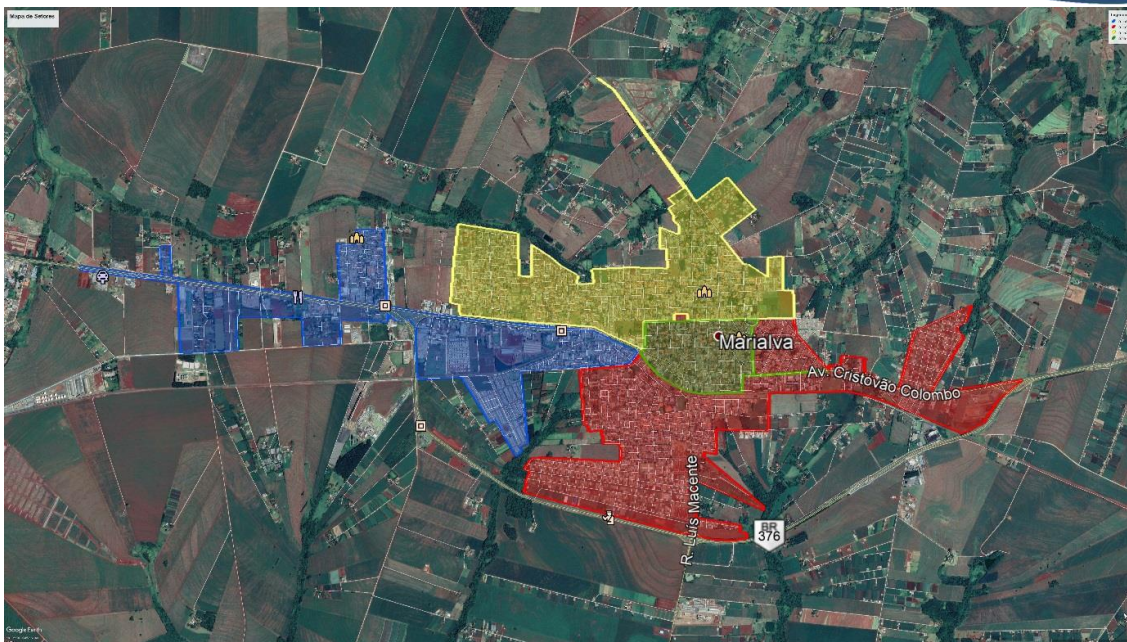 Mapa de Setores
Marialva
Av. Cristóvão Colombo
R. Luís Macente
BR
376
Google Earth